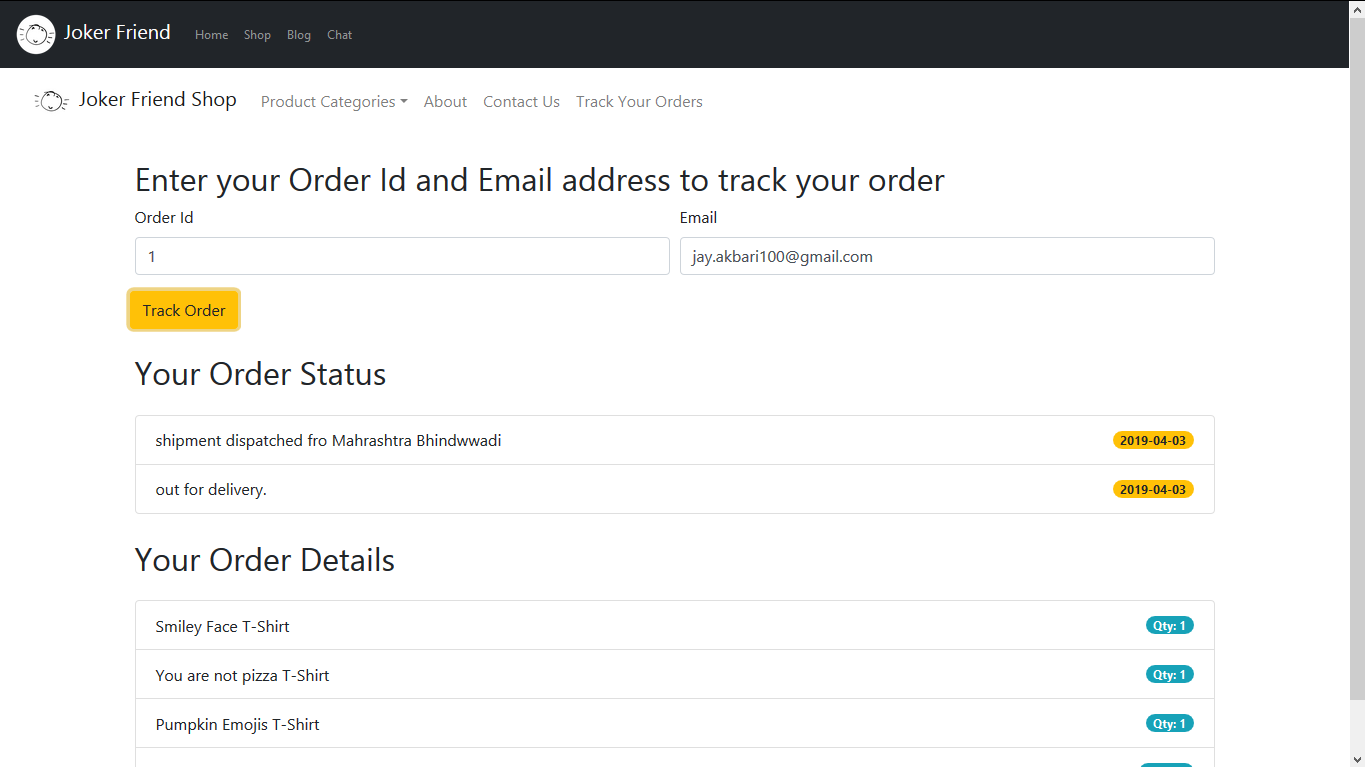 Joker Friend Home Shop Blog Chat
Joker Friend Shop Product Categories About Contact Us Track Your Orders
Enter your Order Id and Email address to track your order
Order Id Email
1 jay.akbari100@gmail.com
Track Order
Your Order Status
shipment dispatched fro Mahrashtra Bhindwwadi 2019-04-03
out for delivery. 2019-04-03
Your Order Details
Smiley Face T-Shirt Qty: 1
You are not pizza T-Shirt Qty: 1
Pumpkin Emojis T-Shirt Qty: 1